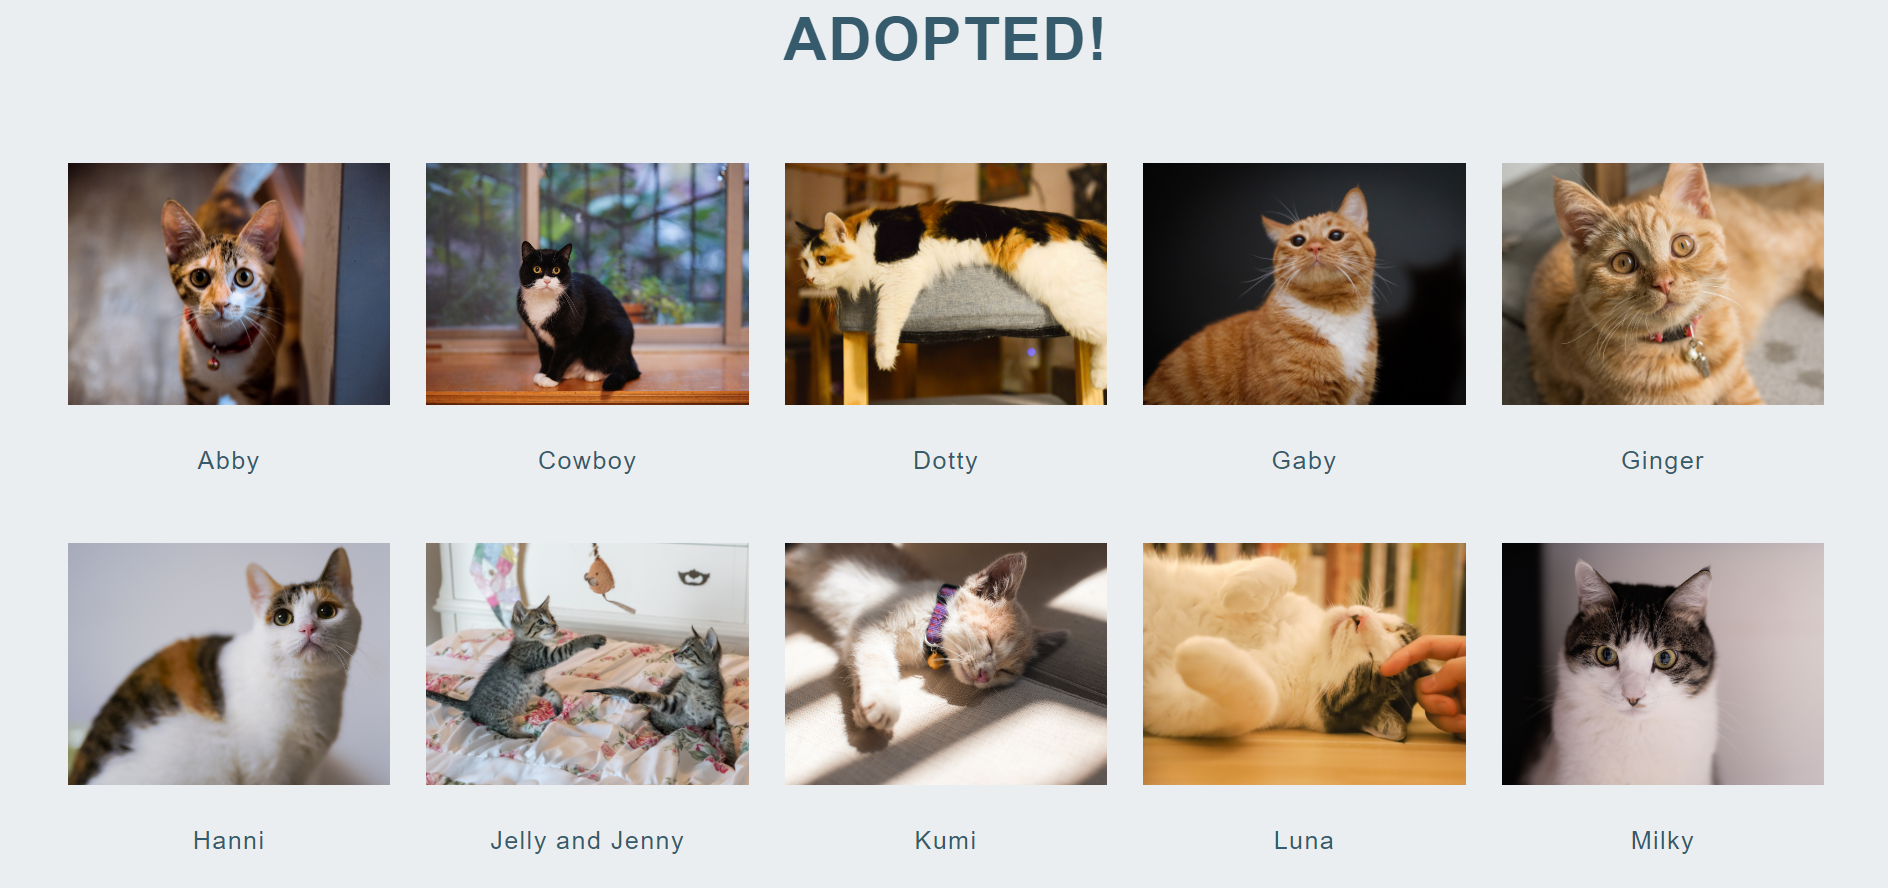 ADOPTED!
Abby
Cowboy
Dotty
Gaby
Ginger
Hanni
Jelly and Jenny
Kumi
Luna
Milky